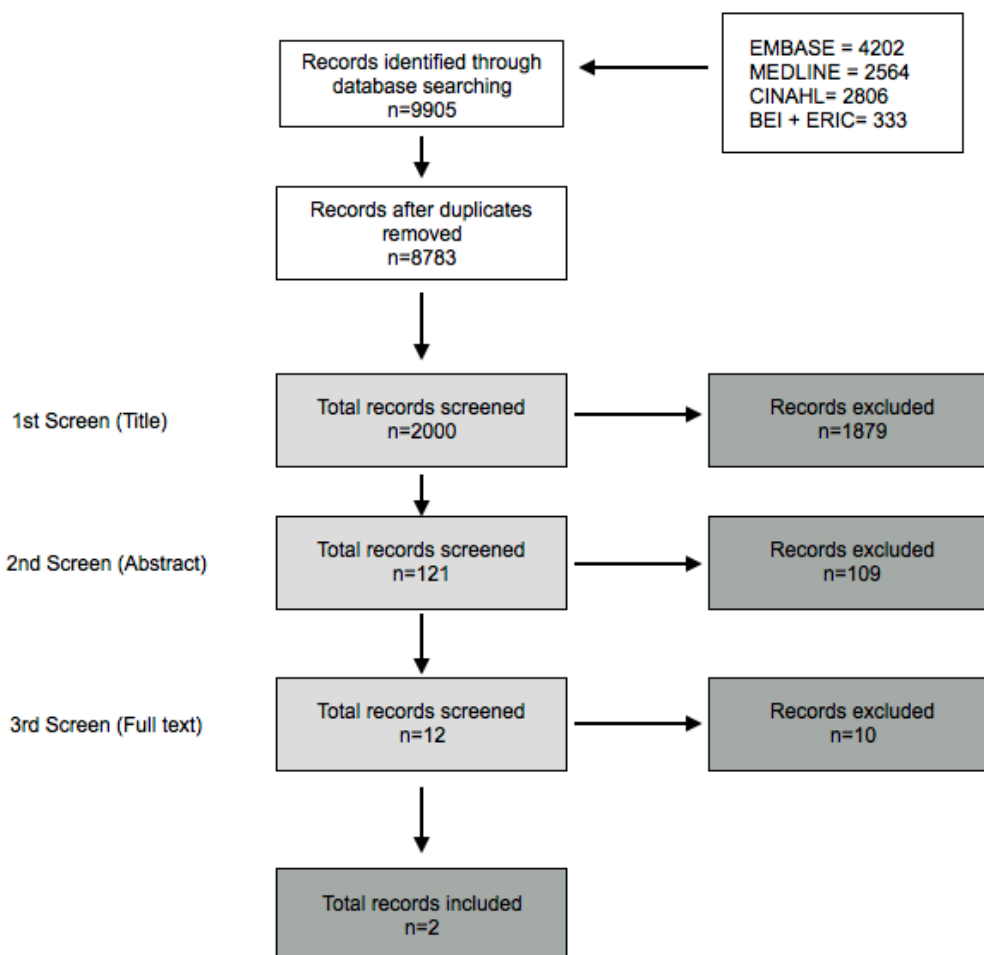 Records identified through
database searching
n=9905
EMBASE = 4202
MEDLINE = 2564
CINAHL= 2806
BEI + ERIC= 333
Records after duplicates
removed
n=8783
1st Screen (Title)
Total records screened
n=2000
Records excluded
n=1879
2nd Screen (Abstract)
Total records screened
n=121
Records excluded
n=109
3rd Screen (Full text)
Total records screened
n=12
Records excluded
n=10
Total records included
n=2